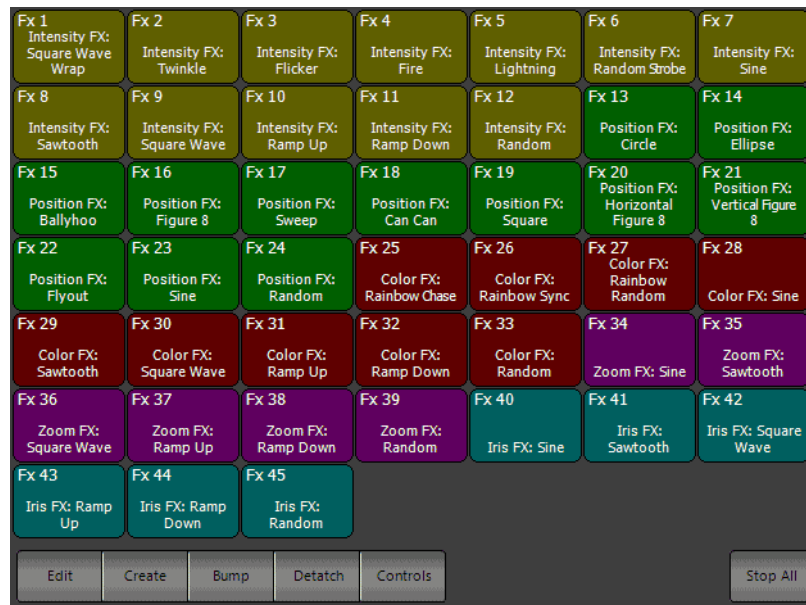 Fx 1
Intensity FX:
Square Wave
Wrap
Fx 2
Intensity FX:
Twinkle
Fx 3
Intensity FX:
Flicker
Fx 4
Intensity FX:
Fire
Fx 5
Intensity FX:
Lightning
Fx 6
Intensity FX:
Random Strobe
Fx 7
Intensity FX:
Sine
Fx 8
Intensity FX:
Sawtooth
Fx 9
Intensity FX:
Square Wave
Fx 10
Intensity FX:
Ramp Up
Fx 11
Intensity FX:
Ramp Down
Fx 12
Intensity FX:
Random
Fx 13
Position FX:
Circle
Fx 14
Position FX:
Ellipse
Fx 15
Position FX:
Ballyhoo
Fx 16
Position FX:
Figure 8
Fx 17
Position FX:
Sweep
Fx 18
Position FX:
Can Can
Fx 19
Position FX:
Square
Fx 20
Position FX:
Horizontal
Figure 8
Fx 21
Position FX:
Vertical Figure
8
Fx 22
Position FX:
Flyout
Fx 23
Position FX:
Sine
Fx 24
Position FX:
Random
Fx 25
Color FX:
Rainbow Chase
Fx 26
Color FX:
Rainbow Sync
Fx 27
Color FX:
Rainbow
Random
Fx 28
Color FX: Sine
Fx 29
Color FX:
Sawtooth
Fx 30
Color FX:
Square Wave
Fx 31
Color FX:
Ramp Up
Fx 32
Color FX:
Ramp Down
Fx 33
Color FX:
Random
Fx 34
Zoom FX: Sine
Fx 35
Zoom FX:
Sawtooth
Fx 36
Zoom FX:
Square Wave
Fx 37
Zoom FX:
Ramp Up
Fx 38
Zoom FX:
Ramp Down
Fx 39
Zoom FX:
Random
Fx 40
Iris FX: Sine
Fx 41
Iris FX:
Sawtooth
Fx 42
Iris FX: Square
Wave
Fx 43
Iris FX: Ramp
Up
Fx 44
Iris FX: Ramp
Down
Fx 45
Iris FX:
Random
Edit
Create
Bump
Detatch
Controls
Stop All